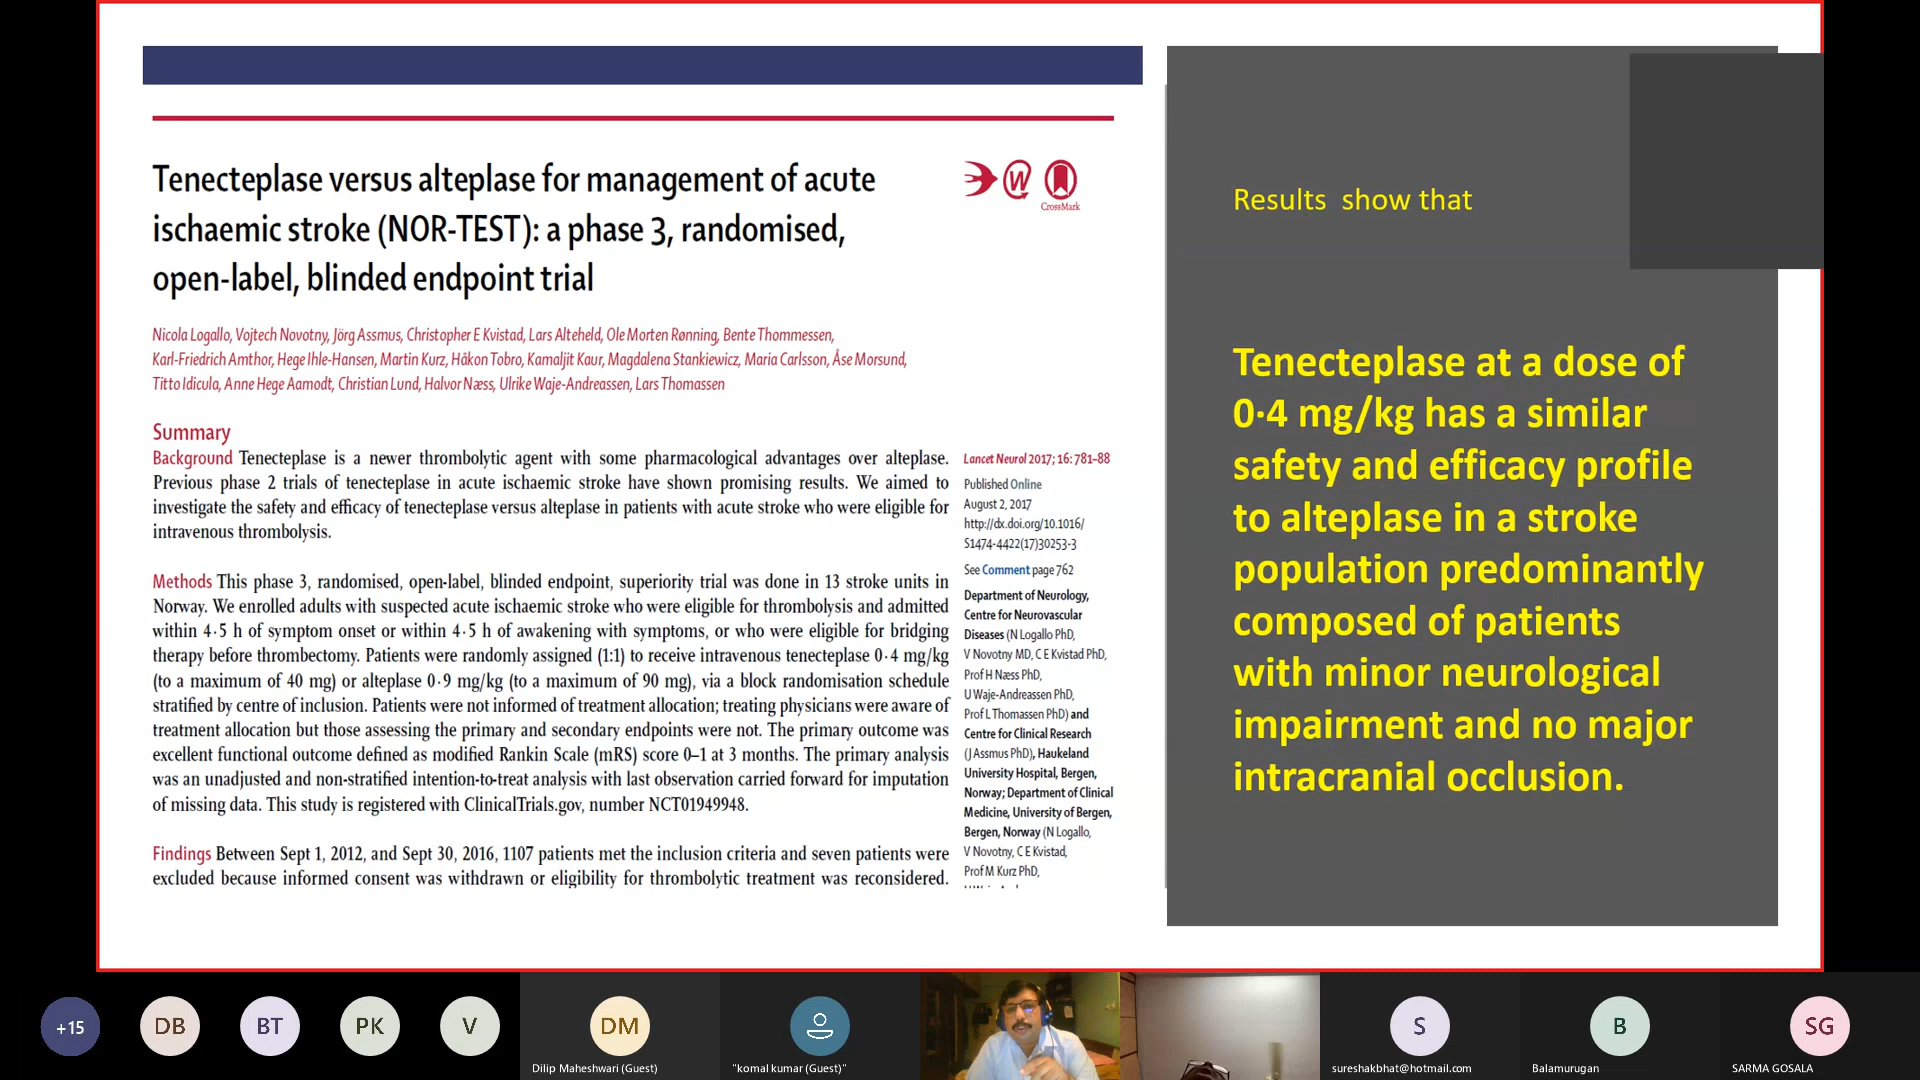 Tenecteplase versus alteplase for management of acute
ischaemic stroke (NOR-TEST): a phase 3, randomised,
open-label, blinded endpoint trial
W
CrossMark
Nicola Logallo, Vojtech Novotny, Jörg Assmus, Christopher E Kvistad, Lars Alteheld, Ole Morten Rønning, Bente Thommessen,
Karl-Friedrich Amthor, Hege Ihle-Hansen, Martin Kurz, Håkon Tobro, Kamaljit Kaur, Magdalena Stankiewicz, Maria Carlsson, Åse Morsund,
Titto Idicula, Anne Hege Aamodt, Christian Lund, Halvor Næss, Ulrike Waje-Andreassen, Lars Thomassen
Summary
Background Tenecteplase is a newer thrombolytic agent with some pharmacological advantages over alteplase.
Previous phase 2 trials of tenecteplase in acute ischaemic stroke have shown promising results. We aimed to
investigate the safety and efficacy of tenecteplase versus alteplase in patients with acute stroke who were eligible for
intravenous thrombolysis.
Methods This phase 3, randomised, open-label, blinded endpoint, superiority trial was done in 13 stroke units in
Norway. We enrolled adults with suspected acute ischaemic stroke who were eligible for thrombolysis and admitted
within 4·5 h of symptom onset or within 4·5 h of awakening with symptoms, or who were eligible for bridging
therapy before thrombectomy. Patients were randomly assigned (1:1) to receive intravenous tenecteplase 0·4 mg/kg
(to a maximum of 40 mg) or alteplase 0·9 mg/kg (to a maximum of 90 mg), via a block randomisation schedule
stratified by centre of inclusion. Patients were not informed of treatment allocation; treating physicians were aware of
treatment allocation but those assessing the primary and secondary endpoints were not. The primary outcome was
excellent functional outcome defined as modified Rankin Scale (mRS) score 0–1 at 3 months. The primary analysis
was an unadjusted and non-stratified intention-to-treat analysis with last observation carried forward for imputation
of missing data. This study is registered with ClinicalTrials.gov, number NCT01949948.
Findings Between Sept 1, 2012, and Sept 30, 2016, 1107 patients met the inclusion criteria and seven patients were
excluded because informed consent was withdrawn or eligibility for thrombolytic treatment was reconsidered.
Lancet Neurol 2017; 16: 781–88
Published Online
August 2, 2017
http://dx.doi.org/10.1016/
S1474-4422(17)30253-3
See Comment page 762
Department of Neurology,
Centre for Neurovascular
Diseases (N Logallo PhD,
V Novotny MD, C E Kvistad PhD,
Prof H Næss PhD,
U Waje-Andreassen PhD,
Prof L Thomassen PhD) and
Centre for Clinical Research
(J Assmus PhD), Haukeland
University Hospital, Bergen,
Norway; Department of Clinical
Medicine, University of Bergen,
Bergen, Norway (N Logallo,
V Novotny, C E Kvistad,
Prof M Kurz PhD,
Results show that
Tenecteplase at a dose of
0·4 mg/kg has a similar
safety and efficacy profile
to alteplase in a stroke
population predominantly
composed of patients
with minor neurological
impairment and no major
intracranial occlusion.
+15
DB
BT
PK
V
DM
Dilip Maheshwari (Guest)
"komal kumar (Guest)"
S
sureshakbhat@hotmail.com
B
Balamurugan
SG
SARMA GOSALA